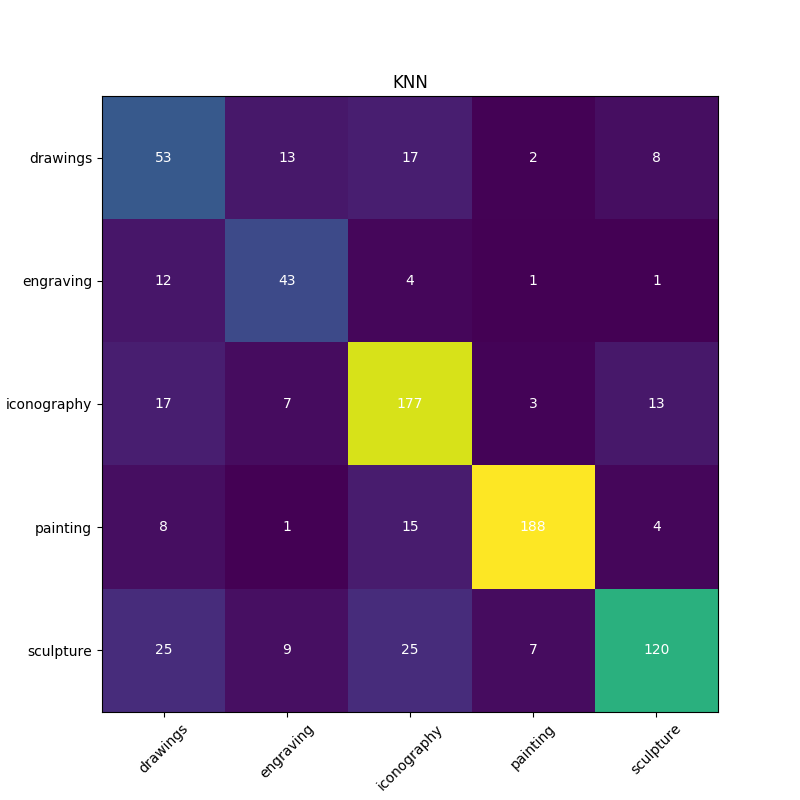 KNN
drawings 53 13 17 2 8
engraving 12 43 4 1 1
iconography 17 7 177 3 13
painting 8 1 15 188 4
sculpture 25 9 25 7 120
drawings engraving iconography painting sculpture